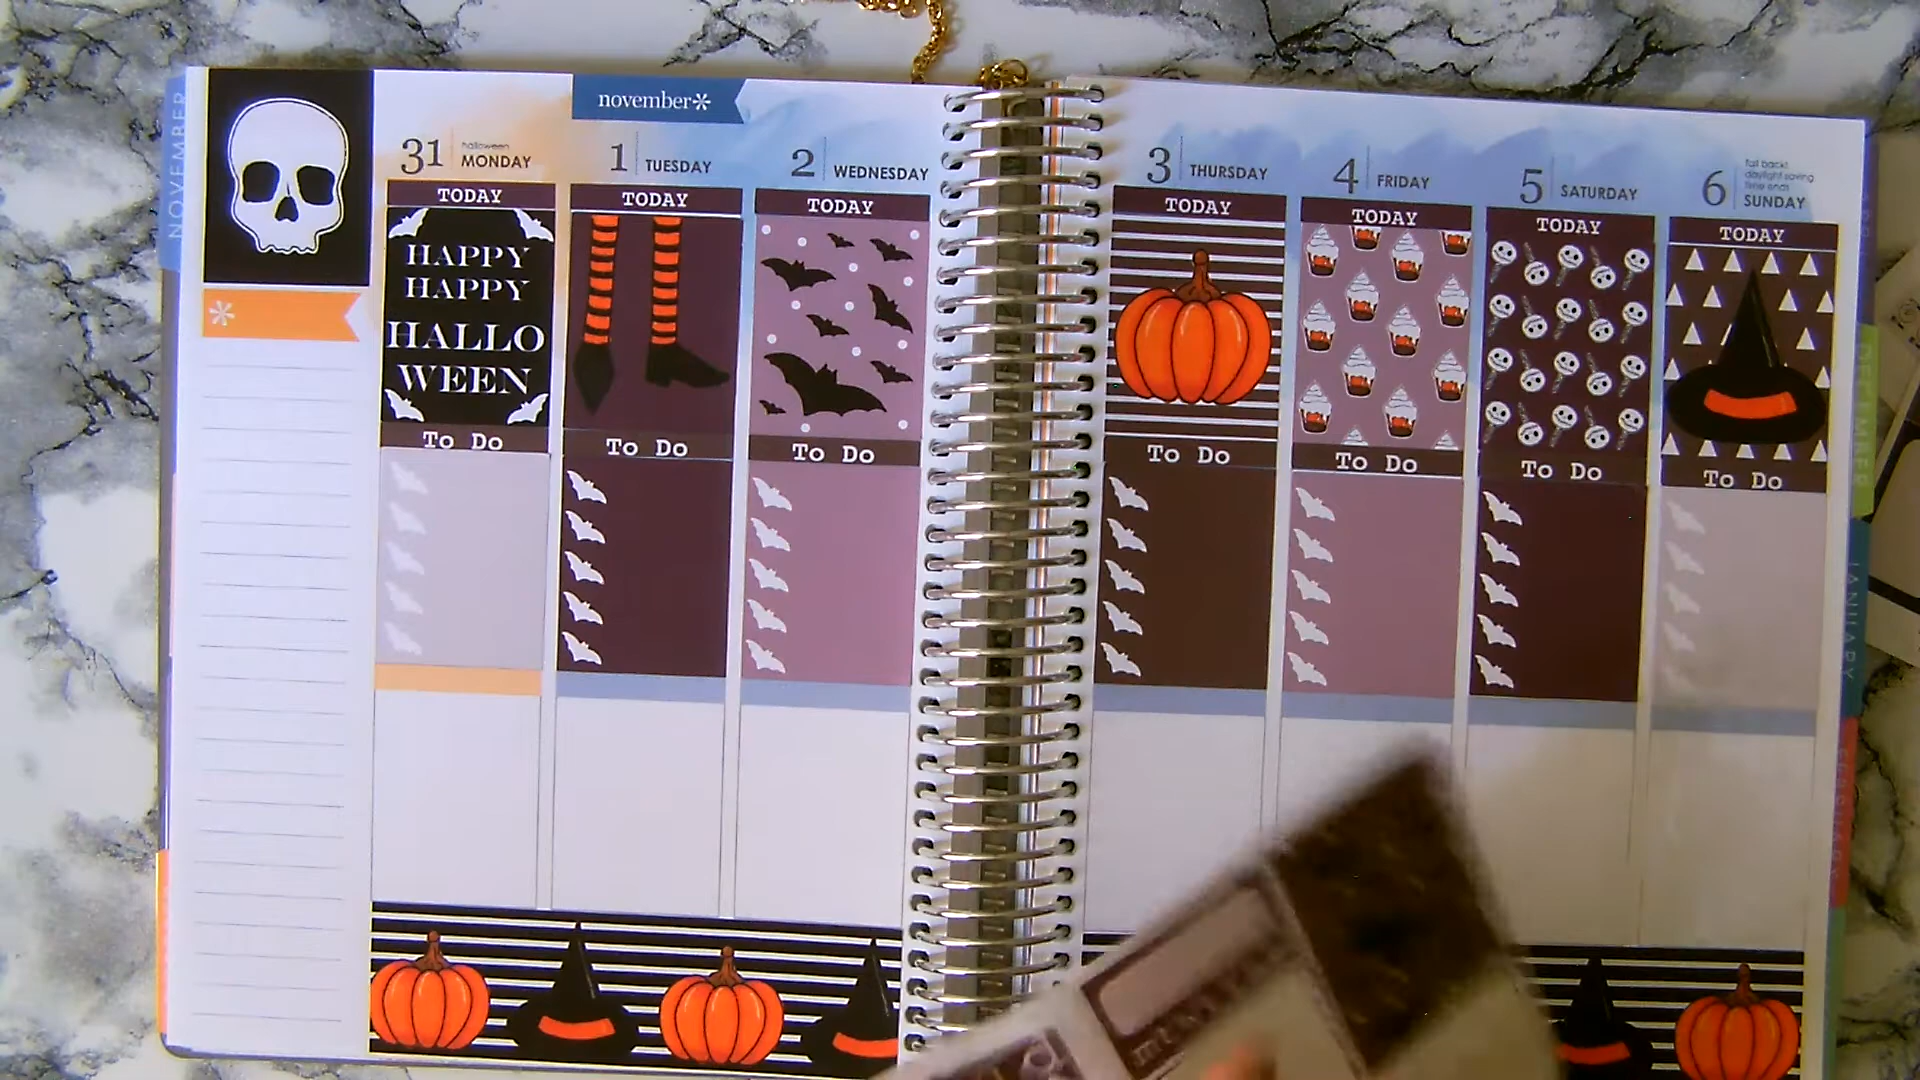 november*
31 halloween MONDAY
1 TUESDAY
2 WEDNESDAY
3 THURSDAY
4 FRIDAY
5 SATURDAY
6 fall back! daylight saving time ends SUNDAY
TODAY
TODAY
TODAY
TODAY
TODAY
TODAY
TODAY
HAPPY
HAPPY
HALLO
WEEN
To Do
To Do
To Do
To Do
To Do
To Do
To Do
NOVEMBER
DECEMBER
JANUARY